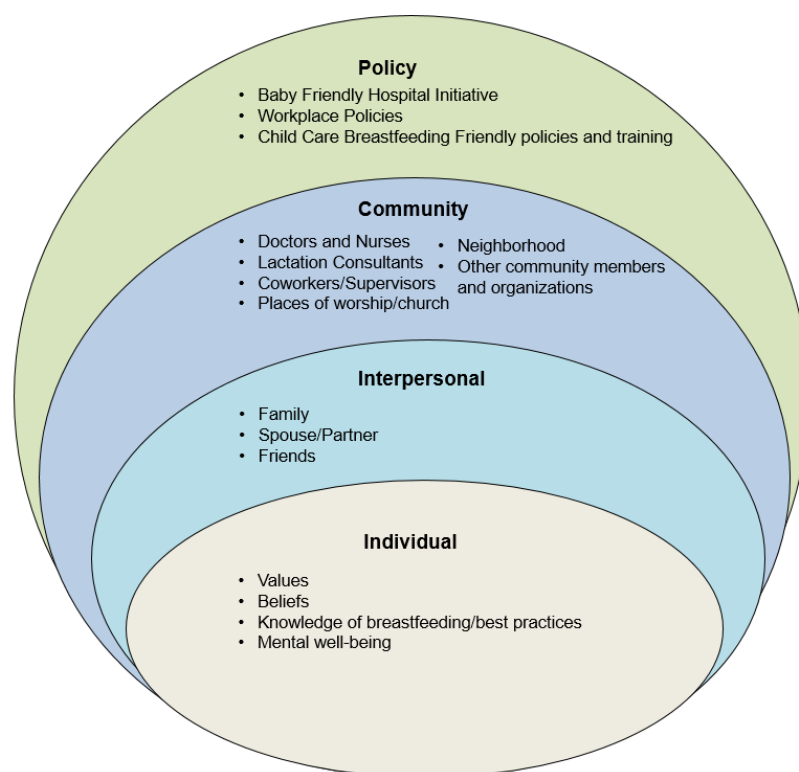 Policy
• Baby Friendly Hospital Initiative
• Workplace Policies
• Child Care Breastfeeding Friendly policies and training
Community
• Doctors and Nurses
• Lactation Consultants
• Coworkers/Supervisors
• Places of worship/church
• Neighborhood
• Other community members
and organizations
Interpersonal
• Family
• Spouse/Partner
• Friends
Individual
• Values
• Beliefs
• Knowledge of breastfeeding/best practices
• Mental well-being